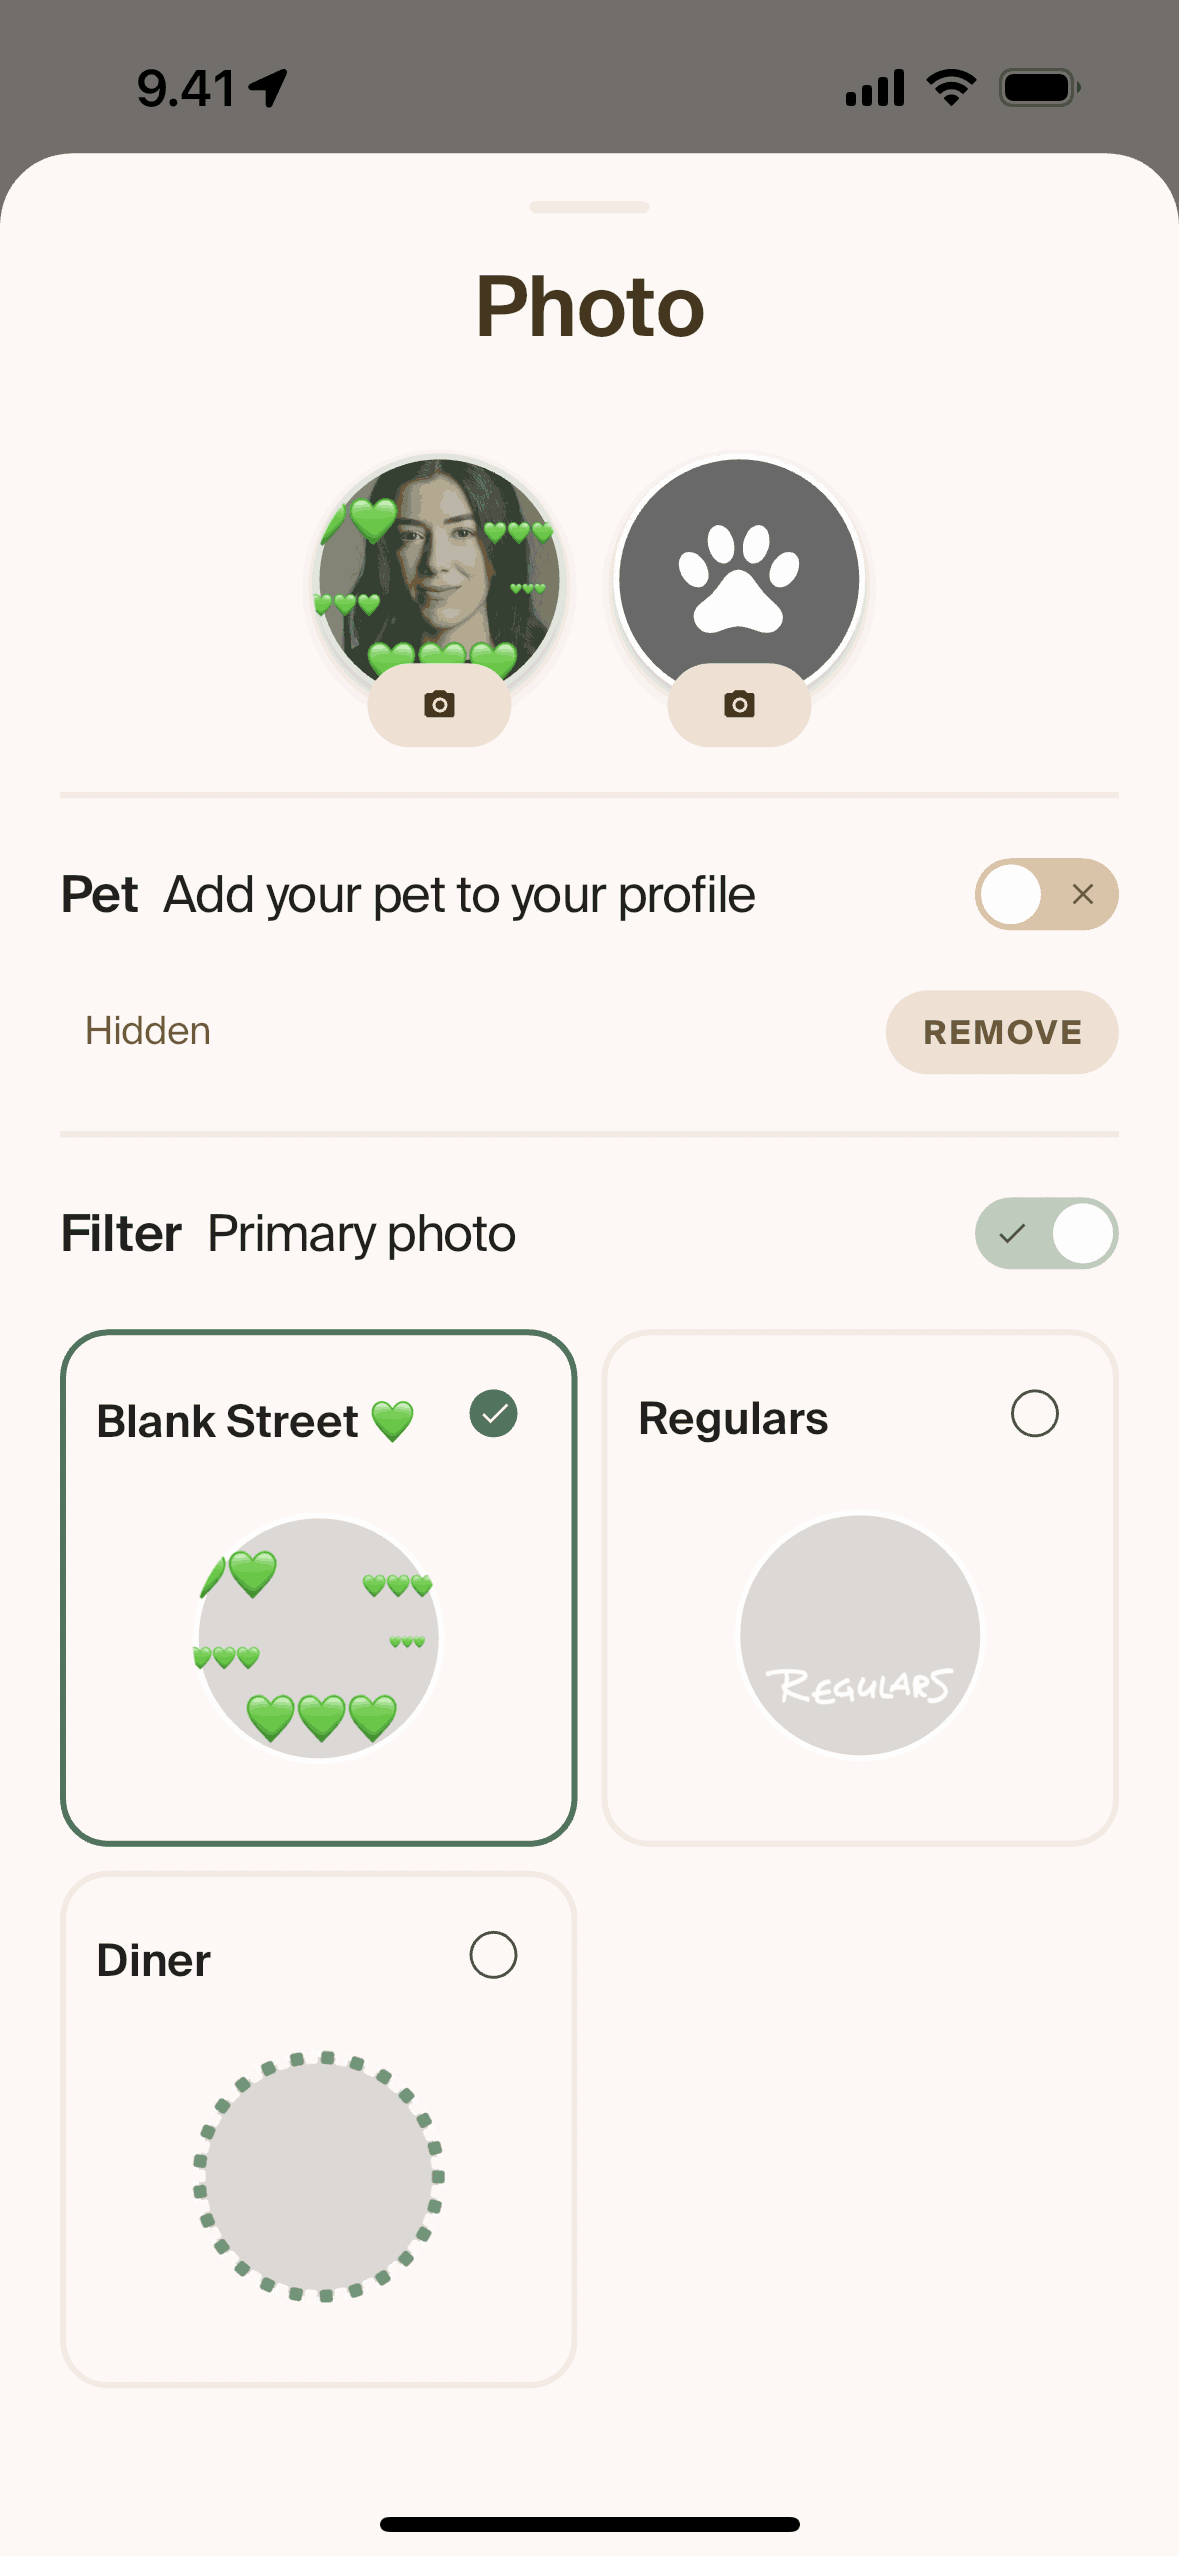 9.41
Photo
Pet Add your pet to your profile
Hidden
REMOVE
Filter Primary photo
Blank Street 💚
Regulars
REGULARS
Diner